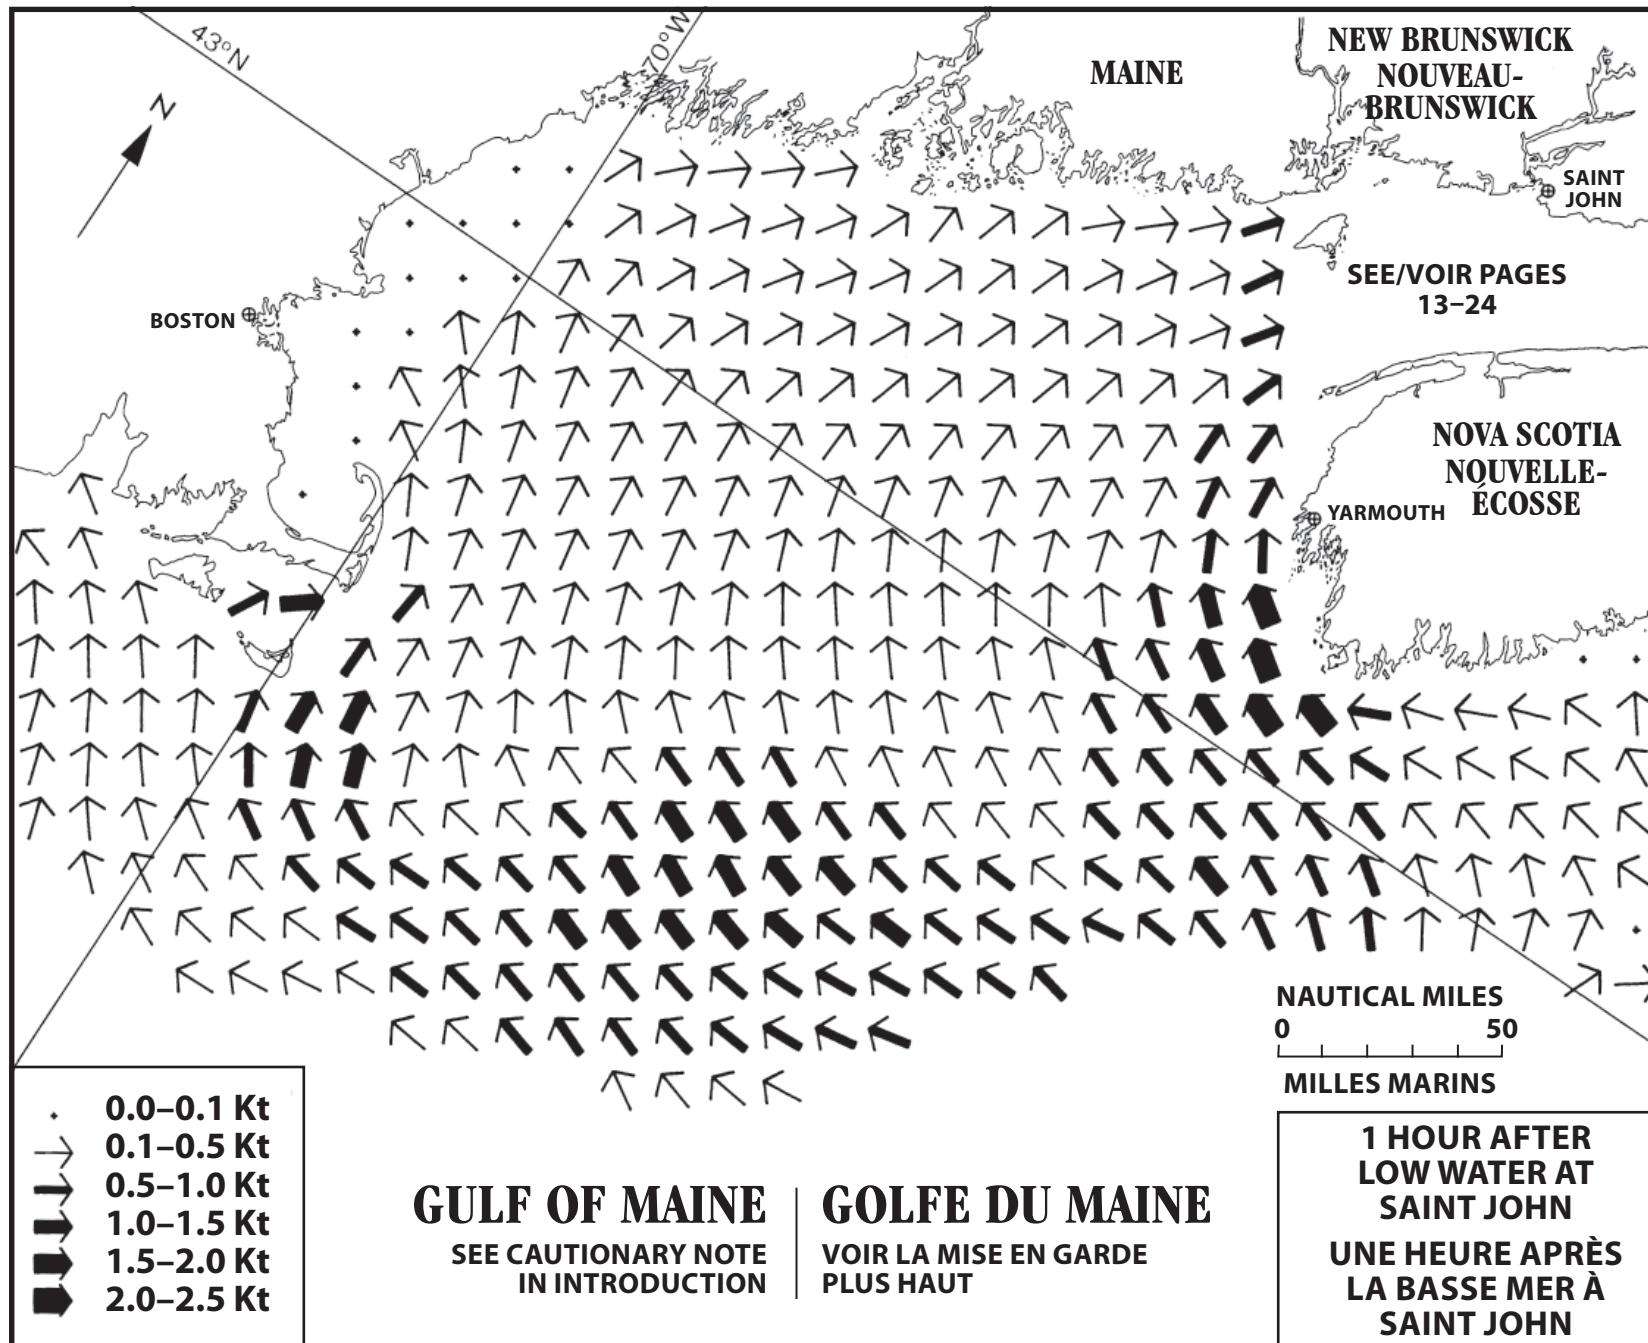 43°N
70°W
N
MAINE
NEW BRUNSWICK
NOUVEAU-
BRUNSWICK
SAINT
JOHN
SEE/VOIR PAGES
13–24
BOSTON
NOVA SCOTIA
NOUVELLE-
ÉCOSSE
YARMOUTH
NAUTICAL MILES
0 50
MILLES MARINS
0.0–0.1 Kt
0.1–0.5 Kt
0.5–1.0 Kt
1.0–1.5 Kt
1.5–2.0 Kt
2.0–2.5 Kt
GULF OF MAINE
SEE CAUTIONARY NOTE
IN INTRODUCTION
GOLFE DU MAINE
VOIR LA MISE EN GARDE
PLUS HAUT
1 HOUR AFTER
LOW WATER AT
SAINT JOHN
UNE HEURE APRÈS
LA BASSE MER À
SAINT JOHN